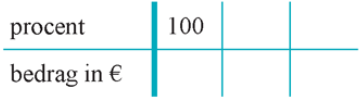 procent 100
bedrag in €